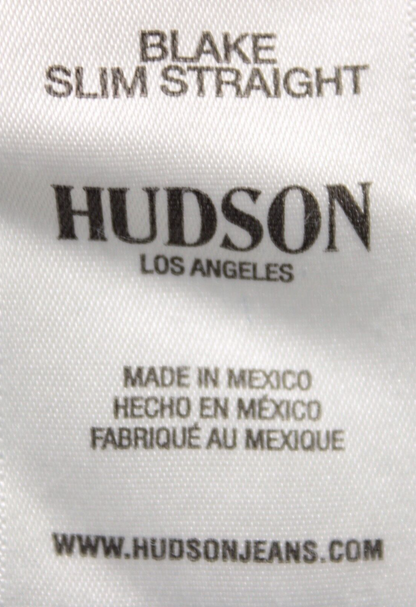 BLAKE
SLIM STRAIGHT
HUDSON
LOS ANGELES
MADE IN MEXICO
HECHO EN MÉXICO
FABRIQUÉ AU MEXIQUE
WWW.HUDSONJEANS.COM